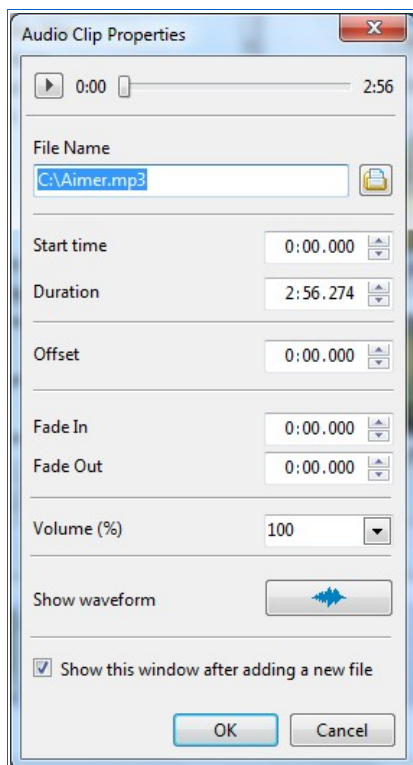 Audio Clip Properties
0:00 2:56
File Name
C:\Aimer.mp3
Start time 0:00.000
Duration 2:56.274
Offset 0:00.000
Fade In 0:00.000
Fade Out 0:00.000
Volume (%) 100
Show waveform
Show this window after adding a new file
OK Cancel